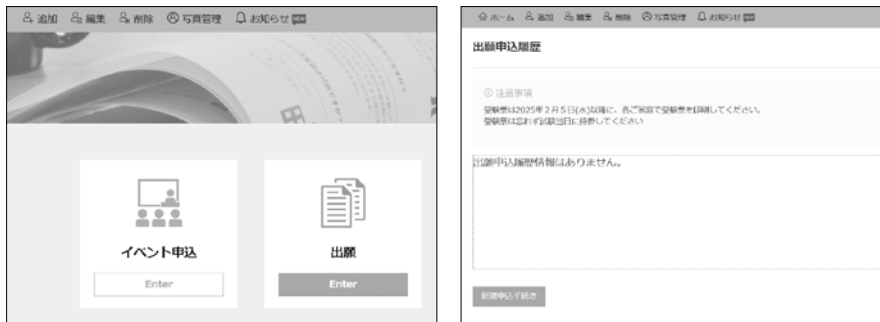 追加 編集 削除 写真管理 お知らせ
イベント申込
Enter
出願
Enter
ホーム 追加 編集 削除 写真管理 お知らせ
出願申込履歴
注意事項
受験票は2025年2月5日(水)以降に、各ご家庭で受験票を印刷してください。
受験票は忘れず試験当日に持参してください
出願申込履歴情報はありません。
新規申込手続き